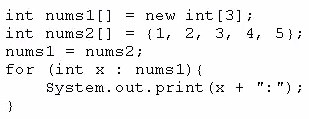 int nums1[] = new int[3];
int nums2[] = {1, 2, 3, 4, 5};
nums1 = nums2;
for (int x : nums1){
    System.out.print(x + ":");
}